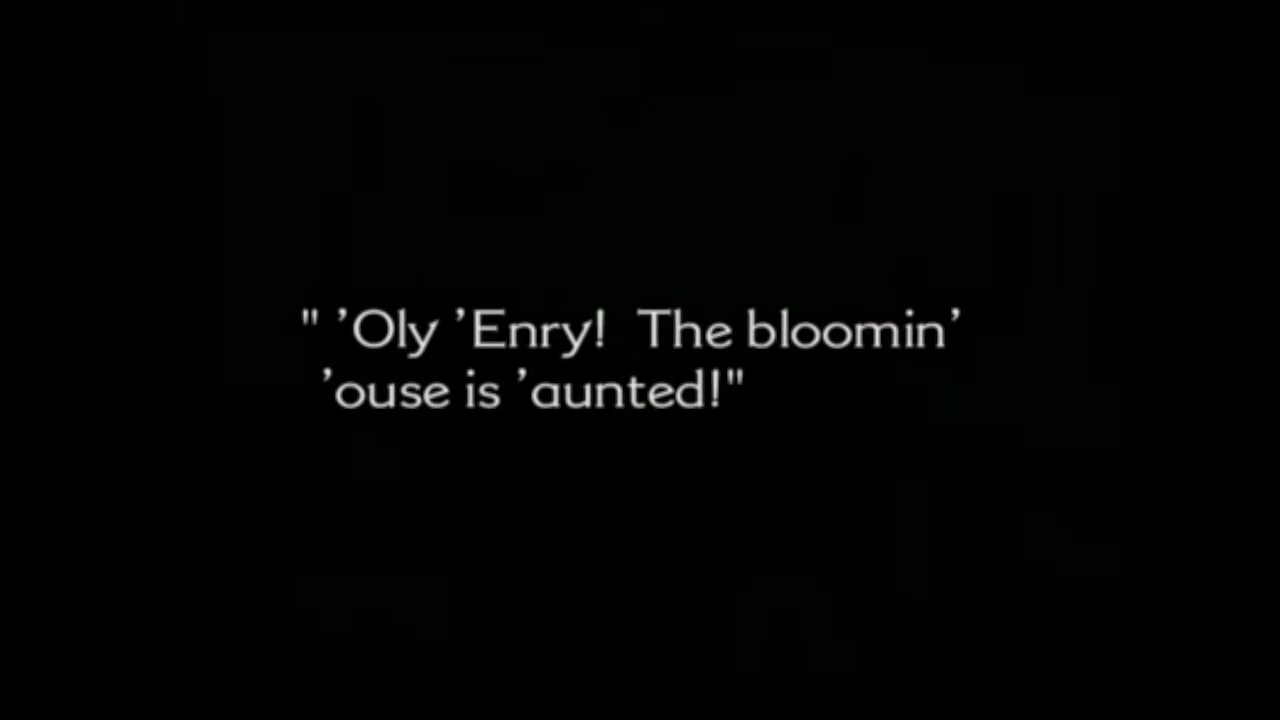 " ’Oly ’Enry!  The bloomin’
’ouse is ’aunted!"